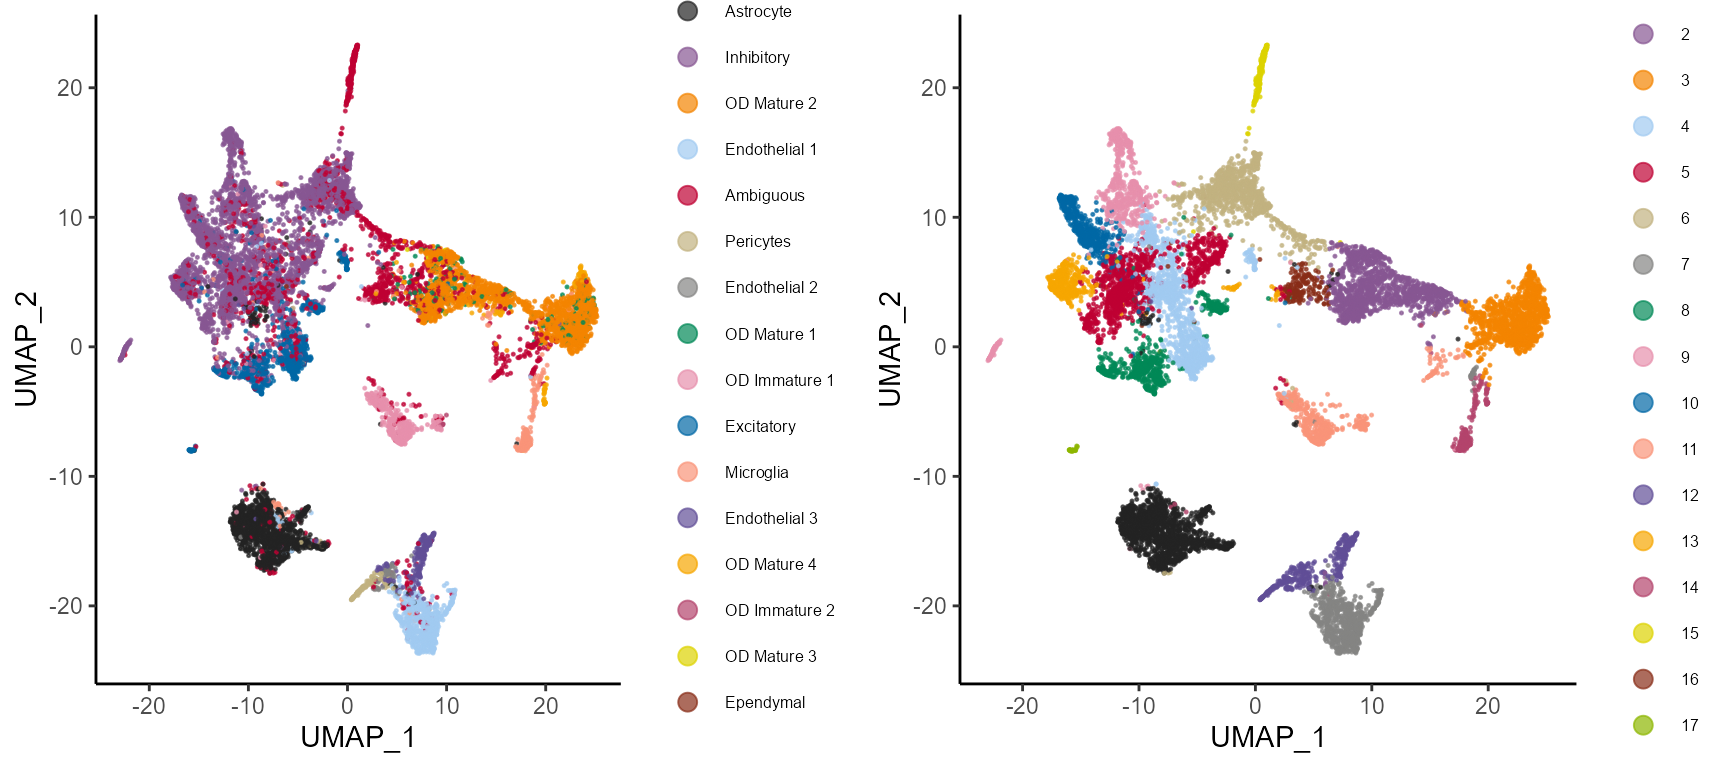 20
10
0
-10
-20
UMAP_2
-20
-10
0
10
20
UMAP_1
Astrocyte
Inhibitory
OD Mature 2
Endothelial 1
Ambiguous
Pericytes
Endothelial 2
OD Mature 1
OD Immature 1
Excitatory
Microglia
Endothelial 3
OD Mature 4
OD Immature 2
OD Mature 3
Ependymal
20
10
0
-10
-20
UMAP_2
-20
-10
0
10
20
UMAP_1
2
3
4
5
6
7
8
9
10
11
12
13
14
15
16
17